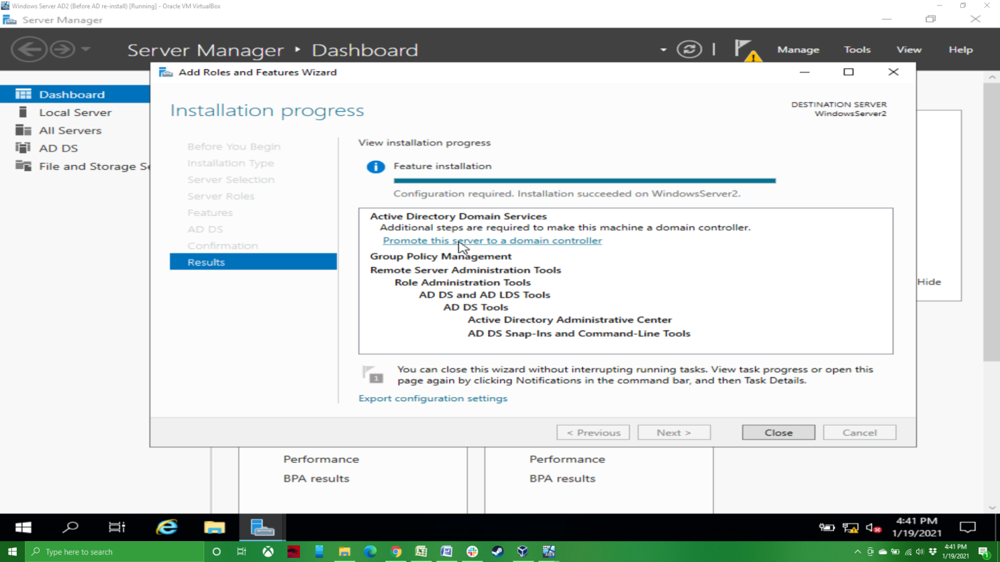 Windows Server AD2 (Before AD re-install) [Running] - Oracle VM VirtualBox
Server Manager
Server Manager ‣ Dashboard
Manage
Tools
View
Help
Add Roles and Features Wizard
Dashboard
Local Server
All Servers
AD DS
File and Storage Se
Installation progress
DESTINATION SERVER
WindowsServer2
Before You Begin
Installation Type
Server Selection
Server Roles
Features
AD DS
Confirmation
Results
View installation progress
Feature installation
Configuration required. Installation succeeded on WindowsServer2.
Active Directory Domain Services
Additional steps are required to make this machine a domain controller.
Promote this server to a domain controller
Group Policy Management
Remote Server Administration Tools
Role Administration Tools
AD DS and AD LDS Tools
AD DS Tools
Active Directory Administrative Center
AD DS Snap-Ins and Command-Line Tools
Hide
1
You can close this wizard without interrupting running tasks. View task progress or open this
page again by clicking Notifications in the command bar, and then Task Details.
Export configuration settings
< Previous
Next >
Close
Cancel
Performance
BPA results
Performance
BPA results
4:41 PM
1/19/2021
Type here to search
4:41 PM
1/19/2021